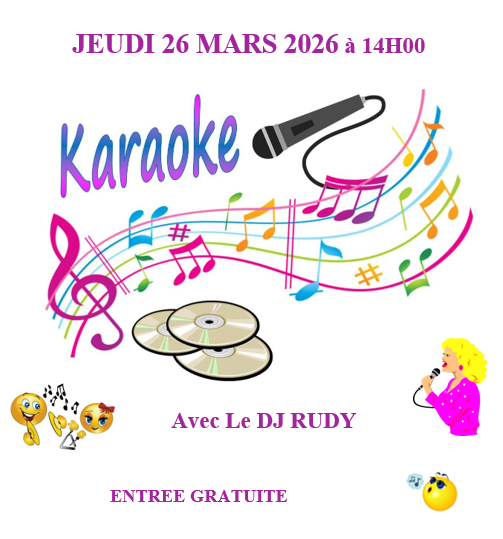 JEUDI 26 MARS 2026 à 14H00
Karaoke
Avec Le DJ RUDY
ENTREE GRATUITE